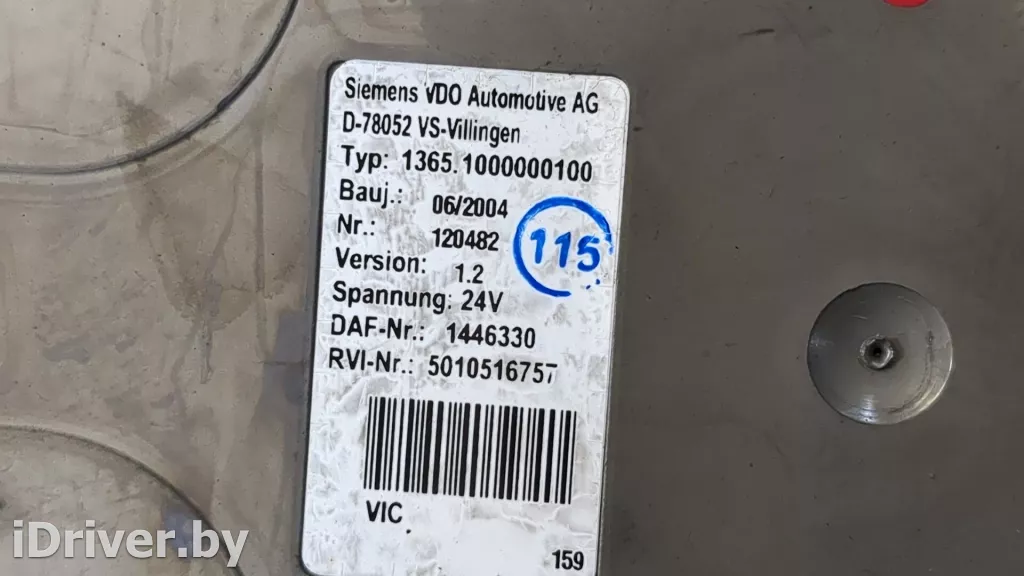 Siemens VDO Automotive AG
D-78052 VS-Villingen
Typ: 1365.1000000100
Bauj.: 06/2004
Nr.: 120482
115
Version: 1.2
Spannung: 24V
DAF-Nr.: 1446330
RVI-Nr.: 5010516757
VIC
159
iDriver.by